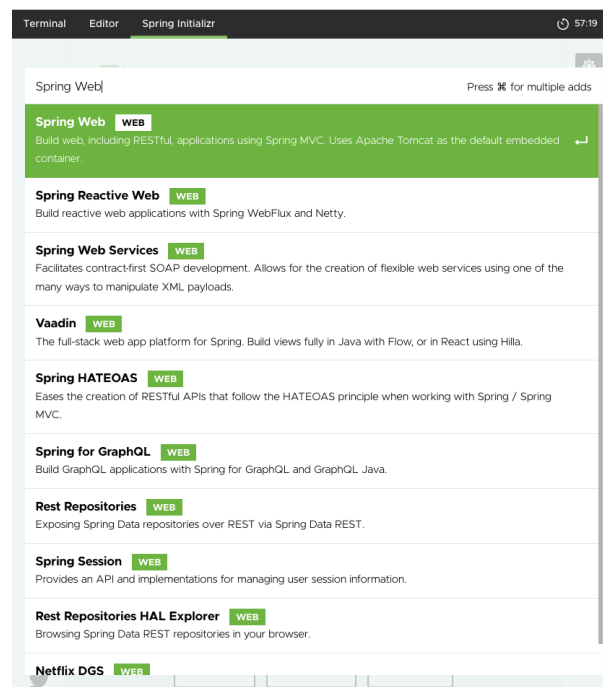 Terminal Editor Spring Initializr 57:19
Spring Web Press ⌘ for multiple adds
Spring Web WEB
Build web, including RESTful, applications using Spring MVC. Uses Apache Tomcat as the default embedded
container.
Spring Reactive Web WEB
Build reactive web applications with Spring WebFlux and Netty.
Spring Web Services WEB
Facilitates contract-first SOAP development. Allows for the creation of flexible web services using one of the
many ways to manipulate XML payloads.
Vaadin WEB
The full-stack web app platform for Spring. Build views fully in Java with Flow, or in React using Hilla.
Spring HATEOAS WEB
Eases the creation of RESTful APIs that follow the HATEOAS principle when working with Spring / Spring
MVC.
Spring for GraphQL WEB
Build GraphQL applications with Spring for GraphQL and GraphQL Java.
Rest Repositories WEB
Exposing Spring Data repositories over REST via Spring Data REST.
Spring Session WEB
Provides an API and implementations for managing user session information.
Rest Repositories HAL Explorer WEB
Browsing Spring Data REST repositories in your browser.
Netflix DGS WEB